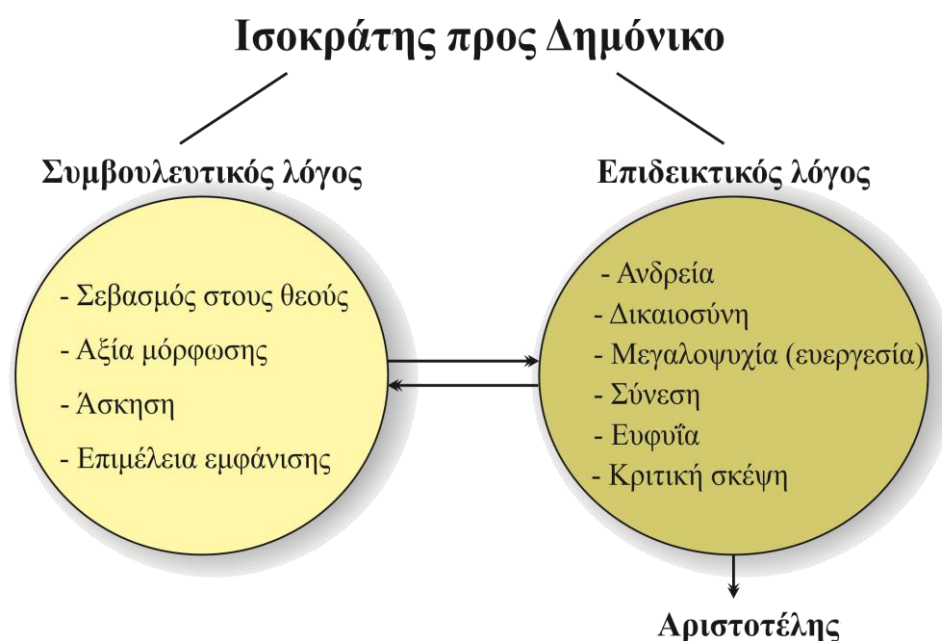 Ισοκράτης προς Δημόνικο
Συμβουλευτικός λόγος
- Σεβασμός στους θεούς
- Αξία μόρφωσης
- Άσκηση
- Επιμέλεια εμφάνισης
Επιδεικτικός λόγος
- Ανδρεία
- Δικαιοσύνη
- Μεγαλοψυχία (ευεργεσία)
- Σύνεση
- Ευφυΐα
- Κριτική σκέψη
Αριστοτέλης